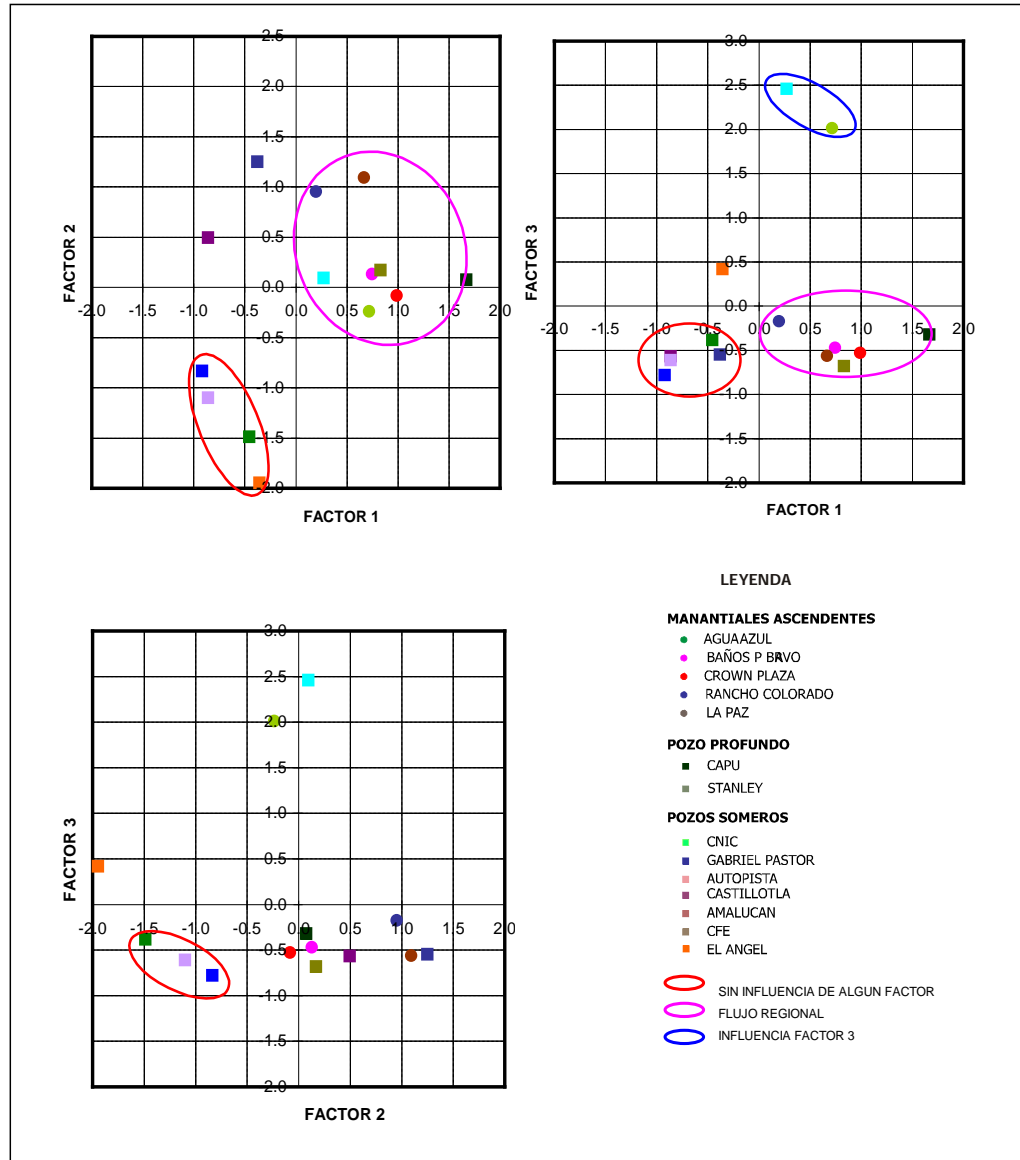 2.5
2.0
1.5
1.0
0.5
0.0
-2.0 -1.5 -1.0 -0.5 0.0 0.5 1.0 1.5 2.0
-0.5
-1.0
-1.5
-2.0
FACTOR 2
FACTOR 1
3.0
2.5
2.0
1.5
1.0
0.5
0.0
-2.0 -1.5 -1.0 -0.5 0.0 0.5 1.0 1.5 2.0
-0.5
-1.0
-1.5
-2.0
FACTOR 3
FACTOR 1
3.0
2.5
2.0
1.5
1.0
0.5
0.0
-2.0 -1.5 -1.0 -0.5 0.0 0.5 1.0 1.5 2.0
-0.5
-1.0
-1.5
-2.0
FACTOR 3
FACTOR 2
LEYENDA
MANANTIALES ASCENDENTES
AGUAAZUL
BAÑOS P BRAVO
CROWN PLAZA
RANCHO COLORADO
LA PAZ
POZO PROFUNDO
CAPU
STANLEY
POZOS SOMEROS
CNIC
GABRIEL PASTOR
AUTOPISTA
CASTILLOTLA
AMALUCAN
CFE
EL ANGEL
SIN INFLUENCIA DE ALGUN FACTOR
FLUJO REGIONAL
INFLUENCIA FACTOR 3